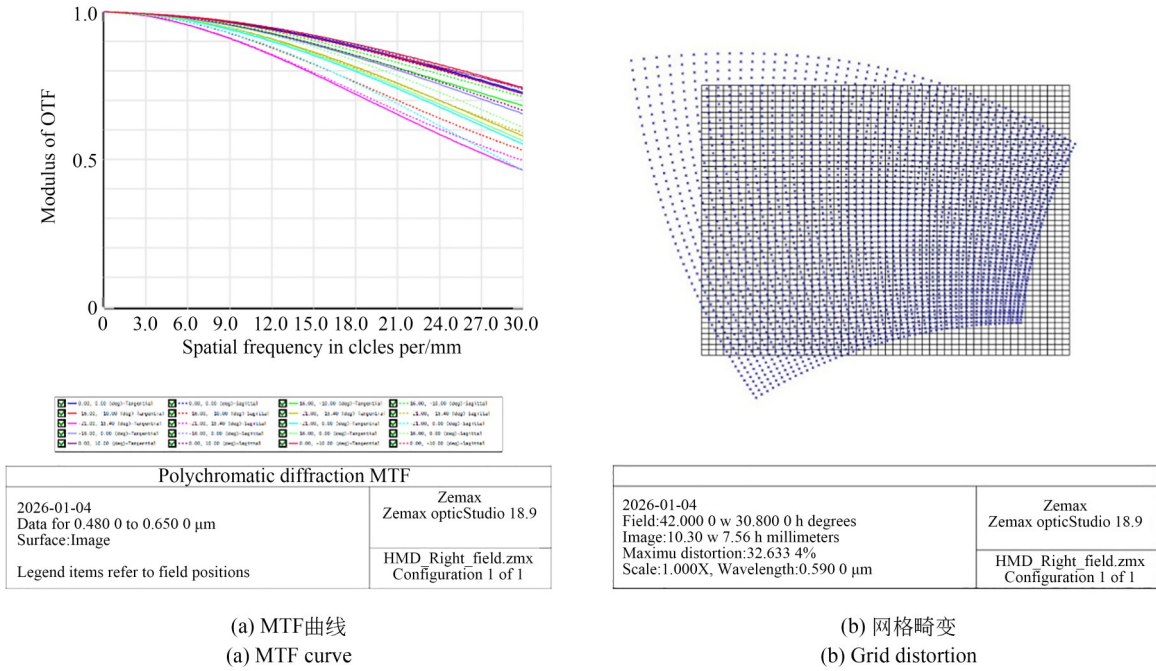 1.0
0.5
0
Modulus of OTF
0 3.0 6.0 9.0 12.0 15.0 18.0 21.0 24.0 27.0 30.0
Spatial frequency in clcles per/mm
Polychromatic diffraction MTF
2026-01-04
Data for 0.480 0 to 0.650 0 μm
Surface:Image
Legend items refer to field positions
Zemax
Zemax opticStudio 18.9
HMD_Right_field.zmx
Configuration 1 of 1
2026-01-04
Field:42.000 0 w 30.800 0 h degrees
Image:10.30 w 7.56 h millimeters
Maximu distortion:32.633 4%
Scale:1.000X, Wavelength:0.590 0 μm
Zemax
Zemax opticStudio 18.9
HMD_Right_field.zmx
Configuration 1 of 1
(a) MTF曲线
(a) MTF curve
(b) 网格畸变
(b) Grid distortion